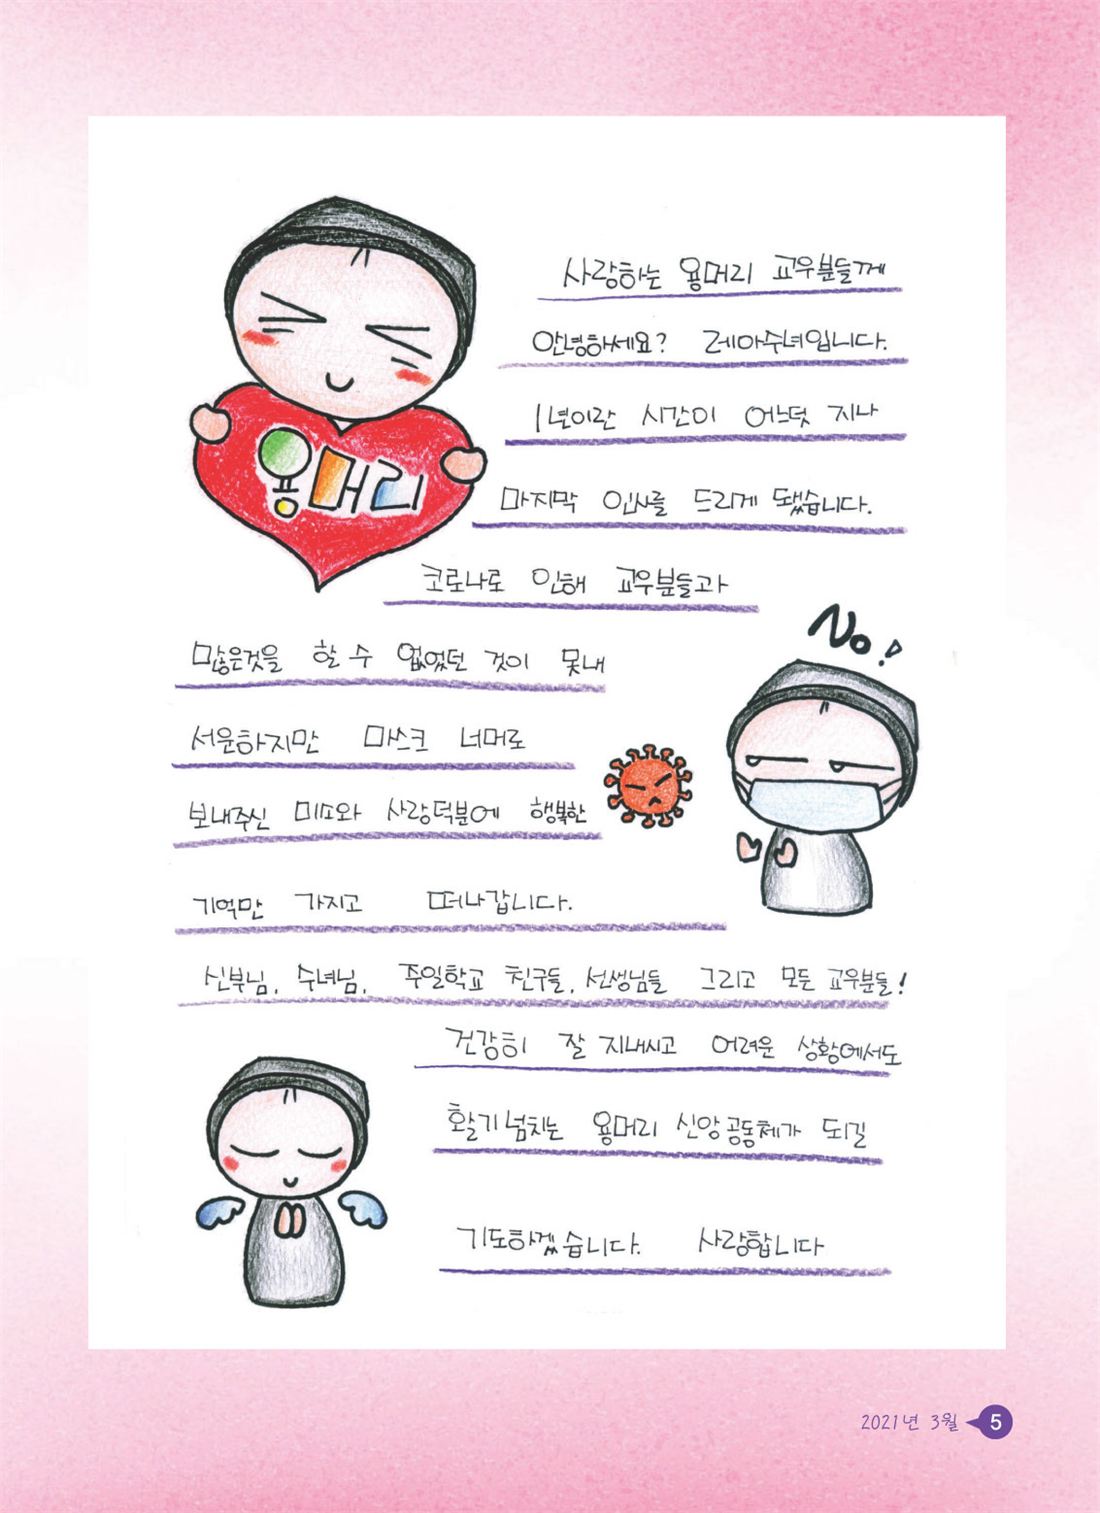 사랑하는 용머리 교우분들께
안녕하세요? 레아수녀입니다.
1년이란 시간이 어느덧 지나
용머리
마지막 인사를 드리게 됐습니다.
코로나로 인해 교우분들과
No!
많은것을 할 수 없었던 것이 못내
서운하지만 마스크 너머로
보내주신 미소와 사랑덕분에 행복한
기억만 가지고 떠나갑니다.
신부님, 수녀님, 주일학교 친구들, 선생님들 그리고 모든 교우분들!
건강히 잘 지내시고 어려운 상황에서도
활기넘치는 용머리 신앙공동체가 되길
기도하겠습니다. 사랑합니다
2021년 3월 5